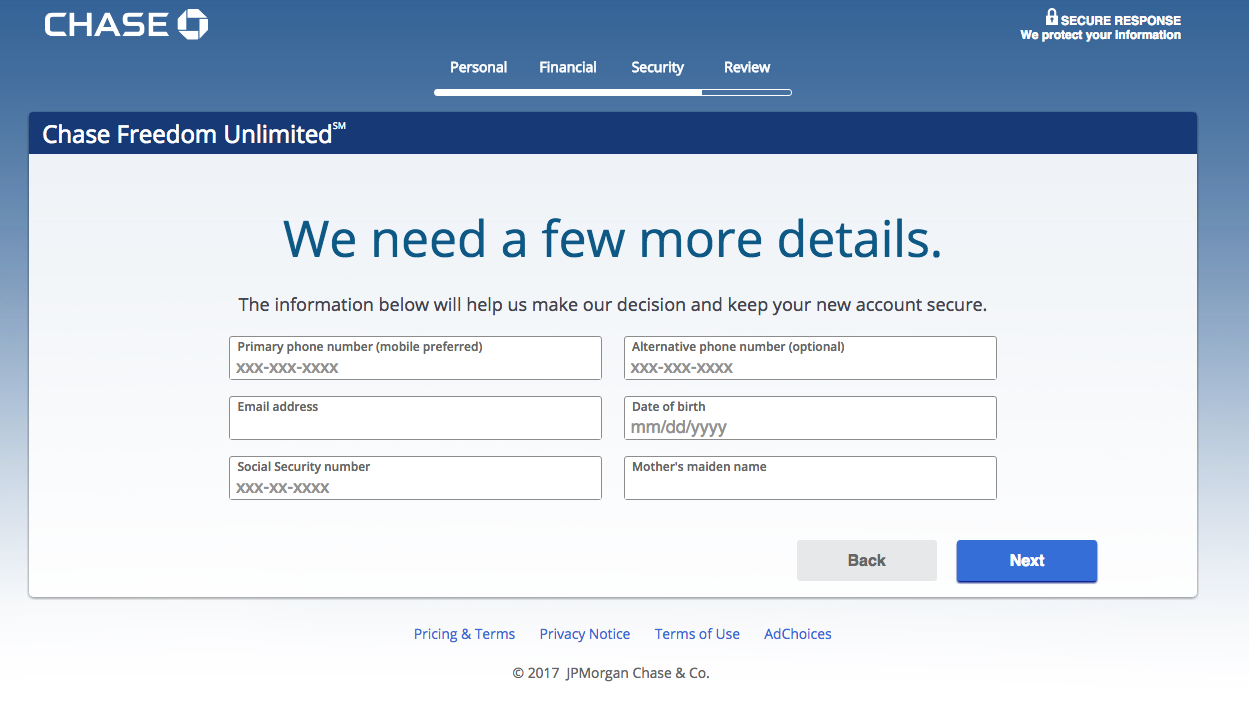 CHASE
SECURE RESPONSE
We protect your information
Personal Financial Security Review
Chase Freedom Unlimited℠
We need a few more details.
The information below will help us make our decision and keep your new account secure.
Primary phone number (mobile preferred) Alternative phone number (optional)
xxx-xxx-xxxx xxx-xxx-xxxx
Email address Date of birth
mm/dd/yyyy
Social Security number Mother's maiden name
xxx-xx-xxxx
Back Next
Pricing & Terms Privacy Notice Terms of Use AdChoices
© 2017 JPMorgan Chase & Co.